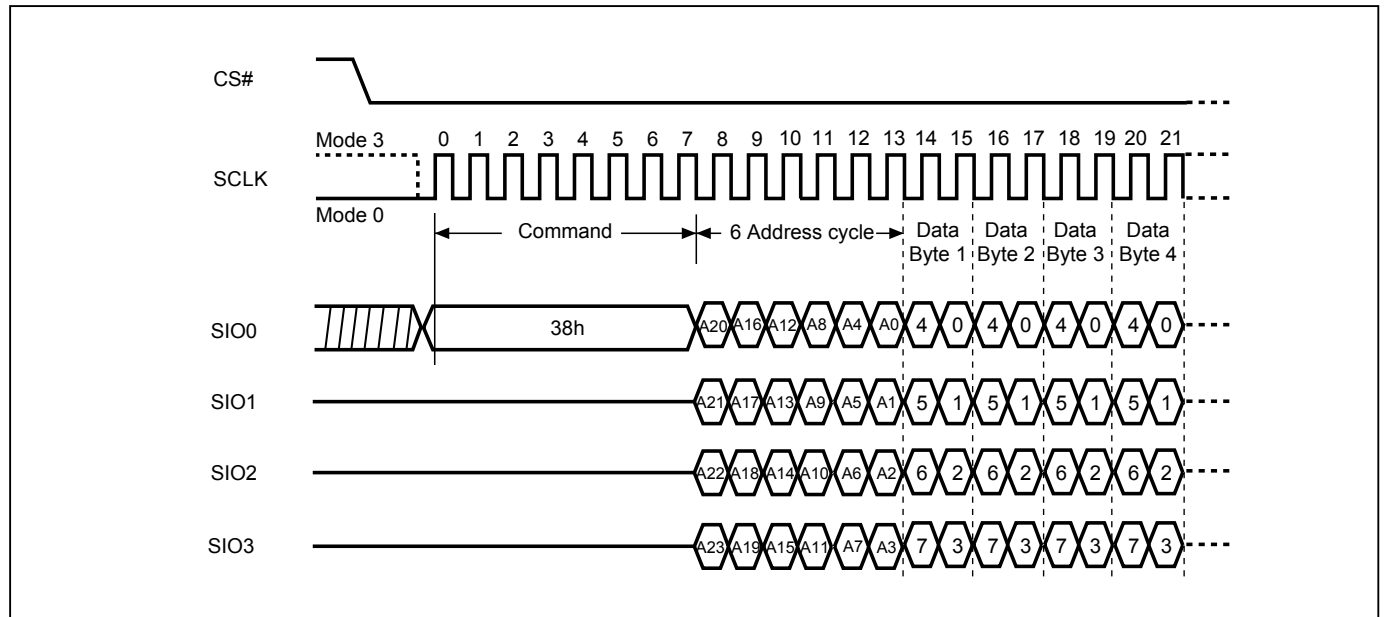 CS#
Mode 3
0 1 2 3 4 5 6 7 8 9 10 11 12 13 14 15 16 17 18 19 20 21
SCLK
Mode 0
Command
6 Address cycle
Data Byte 1
Data Byte 2
Data Byte 3
Data Byte 4
SIO0 38h A20 A16 A12 A8 A4 A0 4 0 4 0 4 0 4 0
SIO1 A21 A17 A13 A9 A5 A1 5 1 5 1 5 1 5 1
SIO2 A22 A18 A14 A10 A6 A2 6 2 6 2 6 2 6 2
SIO3 A23 A19 A15 A11 A7 A3 7 3 7 3 7 3 7 3